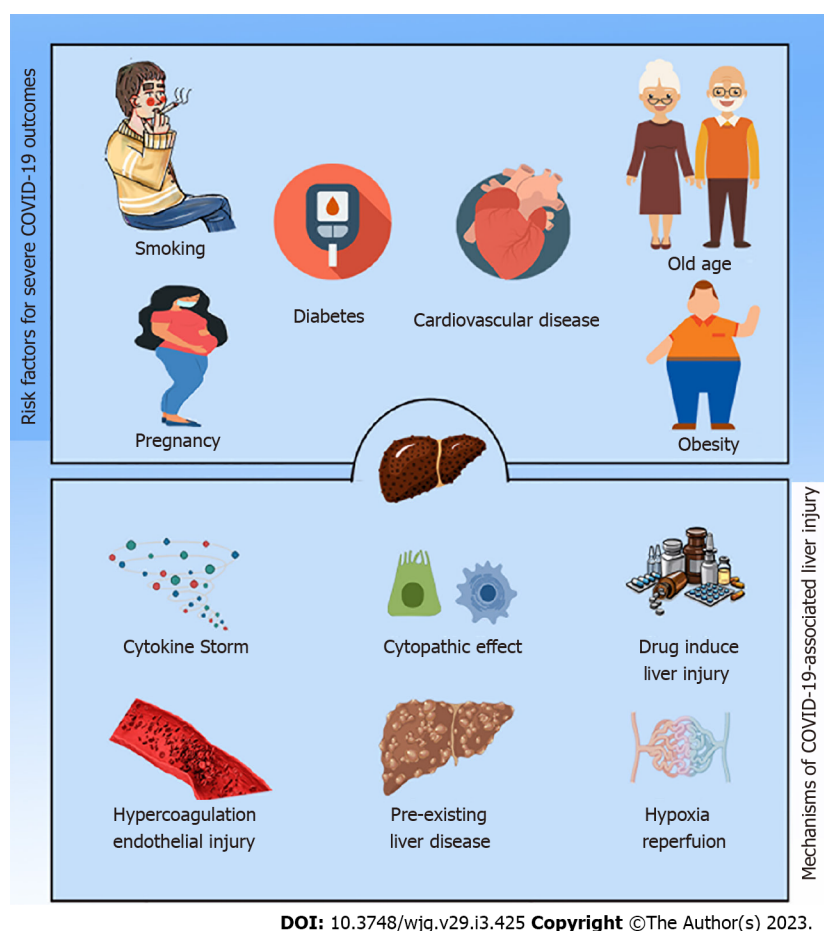 Risk factors for severe COVID-19 outcomes
Smoking
Diabetes
Cardiovascular disease
Old age
Pregnancy
Obesity
Mechanisms of COVID-19-associated liver injury
Cytokine Storm
Cytopathic effect
Drug induce
liver injury
Hypercoagulation
endothelial injury
Pre-existing
liver disease
Hypoxia
reperfuion
DOI: 10.3748/wjg.v29.i3.425 Copyright ©The Author(s) 2023.